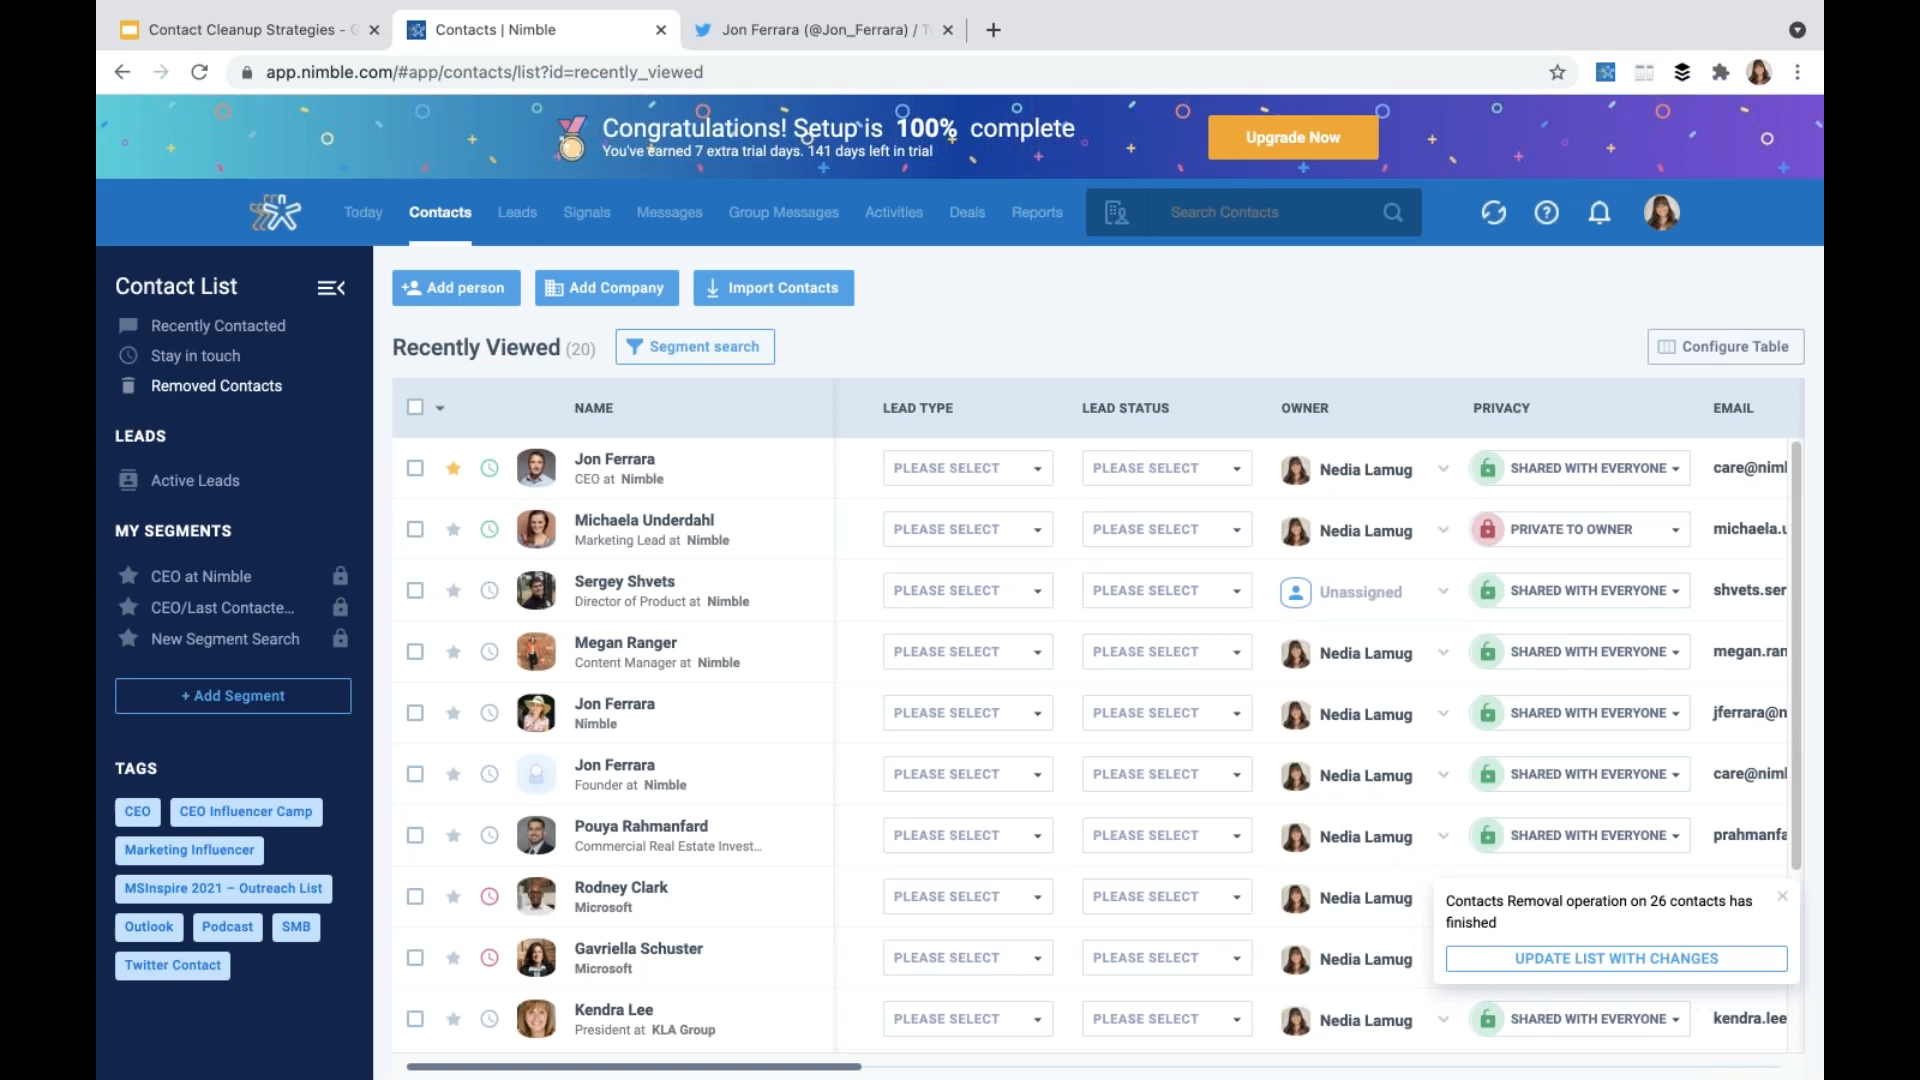 Contact Cleanup Strategies -
Contacts | Nimble
Jon Ferrara (@Jon_Ferrara) /
app.nimble.com/#app/contacts/list?id=recently_viewed
Congratulations! Setup is 100% complete
You've earned 7 extra trial days. 141 days left in trial
Upgrade Now
Today
Contacts
Leads
Signals
Messages
Group Messages
Activities
Deals
Reports
Search Contacts
Contact List
Recently Contacted
Stay in touch
Removed Contacts
LEADS
Active Leads
MY SEGMENTS
CEO at Nimble
CEO/Last Contacte...
New Segment Search
+ Add Segment
TAGS
CEO
CEO Influencer Camp
Marketing Influencer
MSInspire 2021 – Outreach List
Outlook
Podcast
SMB
Twitter Contact
Add person
Add Company
Import Contacts
Recently Viewed (20)
Segment search
Configure Table
NAME
LEAD TYPE
LEAD STATUS
OWNER
PRIVACY
EMAIL
Jon Ferrara
CEO at Nimble
PLEASE SELECT
PLEASE SELECT
Nedia Lamug
SHARED WITH EVERYONE
care@niml
Michaela Underdahl
Marketing Lead at Nimble
PLEASE SELECT
PLEASE SELECT
Nedia Lamug
PRIVATE TO OWNER
michaela.u
Sergey Shvets
Director of Product at Nimble
PLEASE SELECT
PLEASE SELECT
Unassigned
SHARED WITH EVERYONE
shvets.ser
Megan Ranger
Content Manager at Nimble
PLEASE SELECT
PLEASE SELECT
Nedia Lamug
SHARED WITH EVERYONE
megan.ran
Jon Ferrara
Nimble
PLEASE SELECT
PLEASE SELECT
Nedia Lamug
SHARED WITH EVERYONE
jferrara@n
Jon Ferrara
Founder at Nimble
PLEASE SELECT
PLEASE SELECT
Nedia Lamug
SHARED WITH EVERYONE
care@niml
Pouya Rahmanfard
Commercial Real Estate Invest...
PLEASE SELECT
PLEASE SELECT
Nedia Lamug
SHARED WITH EVERYONE
prahmanfa
Rodney Clark
Microsoft
PLEASE SELECT
PLEASE SELECT
Nedia Lamug
Gavriella Schuster
Microsoft
PLEASE SELECT
PLEASE SELECT
Nedia Lamug
Contacts Removal operation on 26 contacts has
finished
UPDATE LIST WITH CHANGES
Kendra Lee
President at KLA Group
PLEASE SELECT
PLEASE SELECT
Nedia Lamug
SHARED WITH EVERYONE
kendra.lee